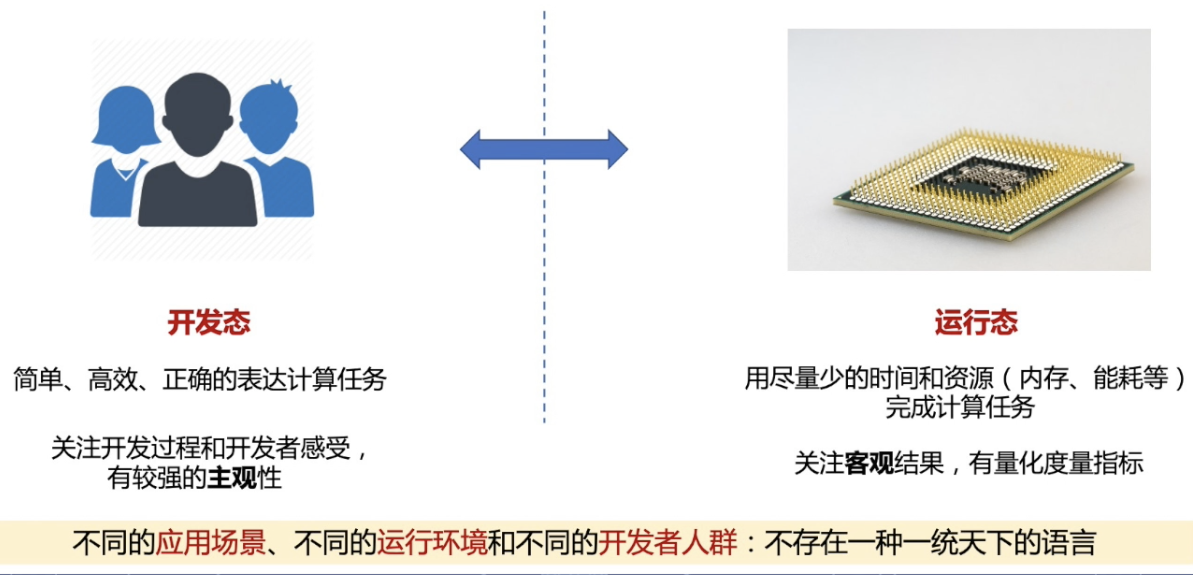 开发态
简单、高效、正确的表达计算任务
关注开发过程和开发者感受，
有较强的主观性
运行态
用尽量少的时间和资源（内存、能耗等）
完成计算任务
关注客观结果，有量化度量指标
不同的应用场景、不同的运行环境和不同的开发者人群：不存在一种一统天下的语言